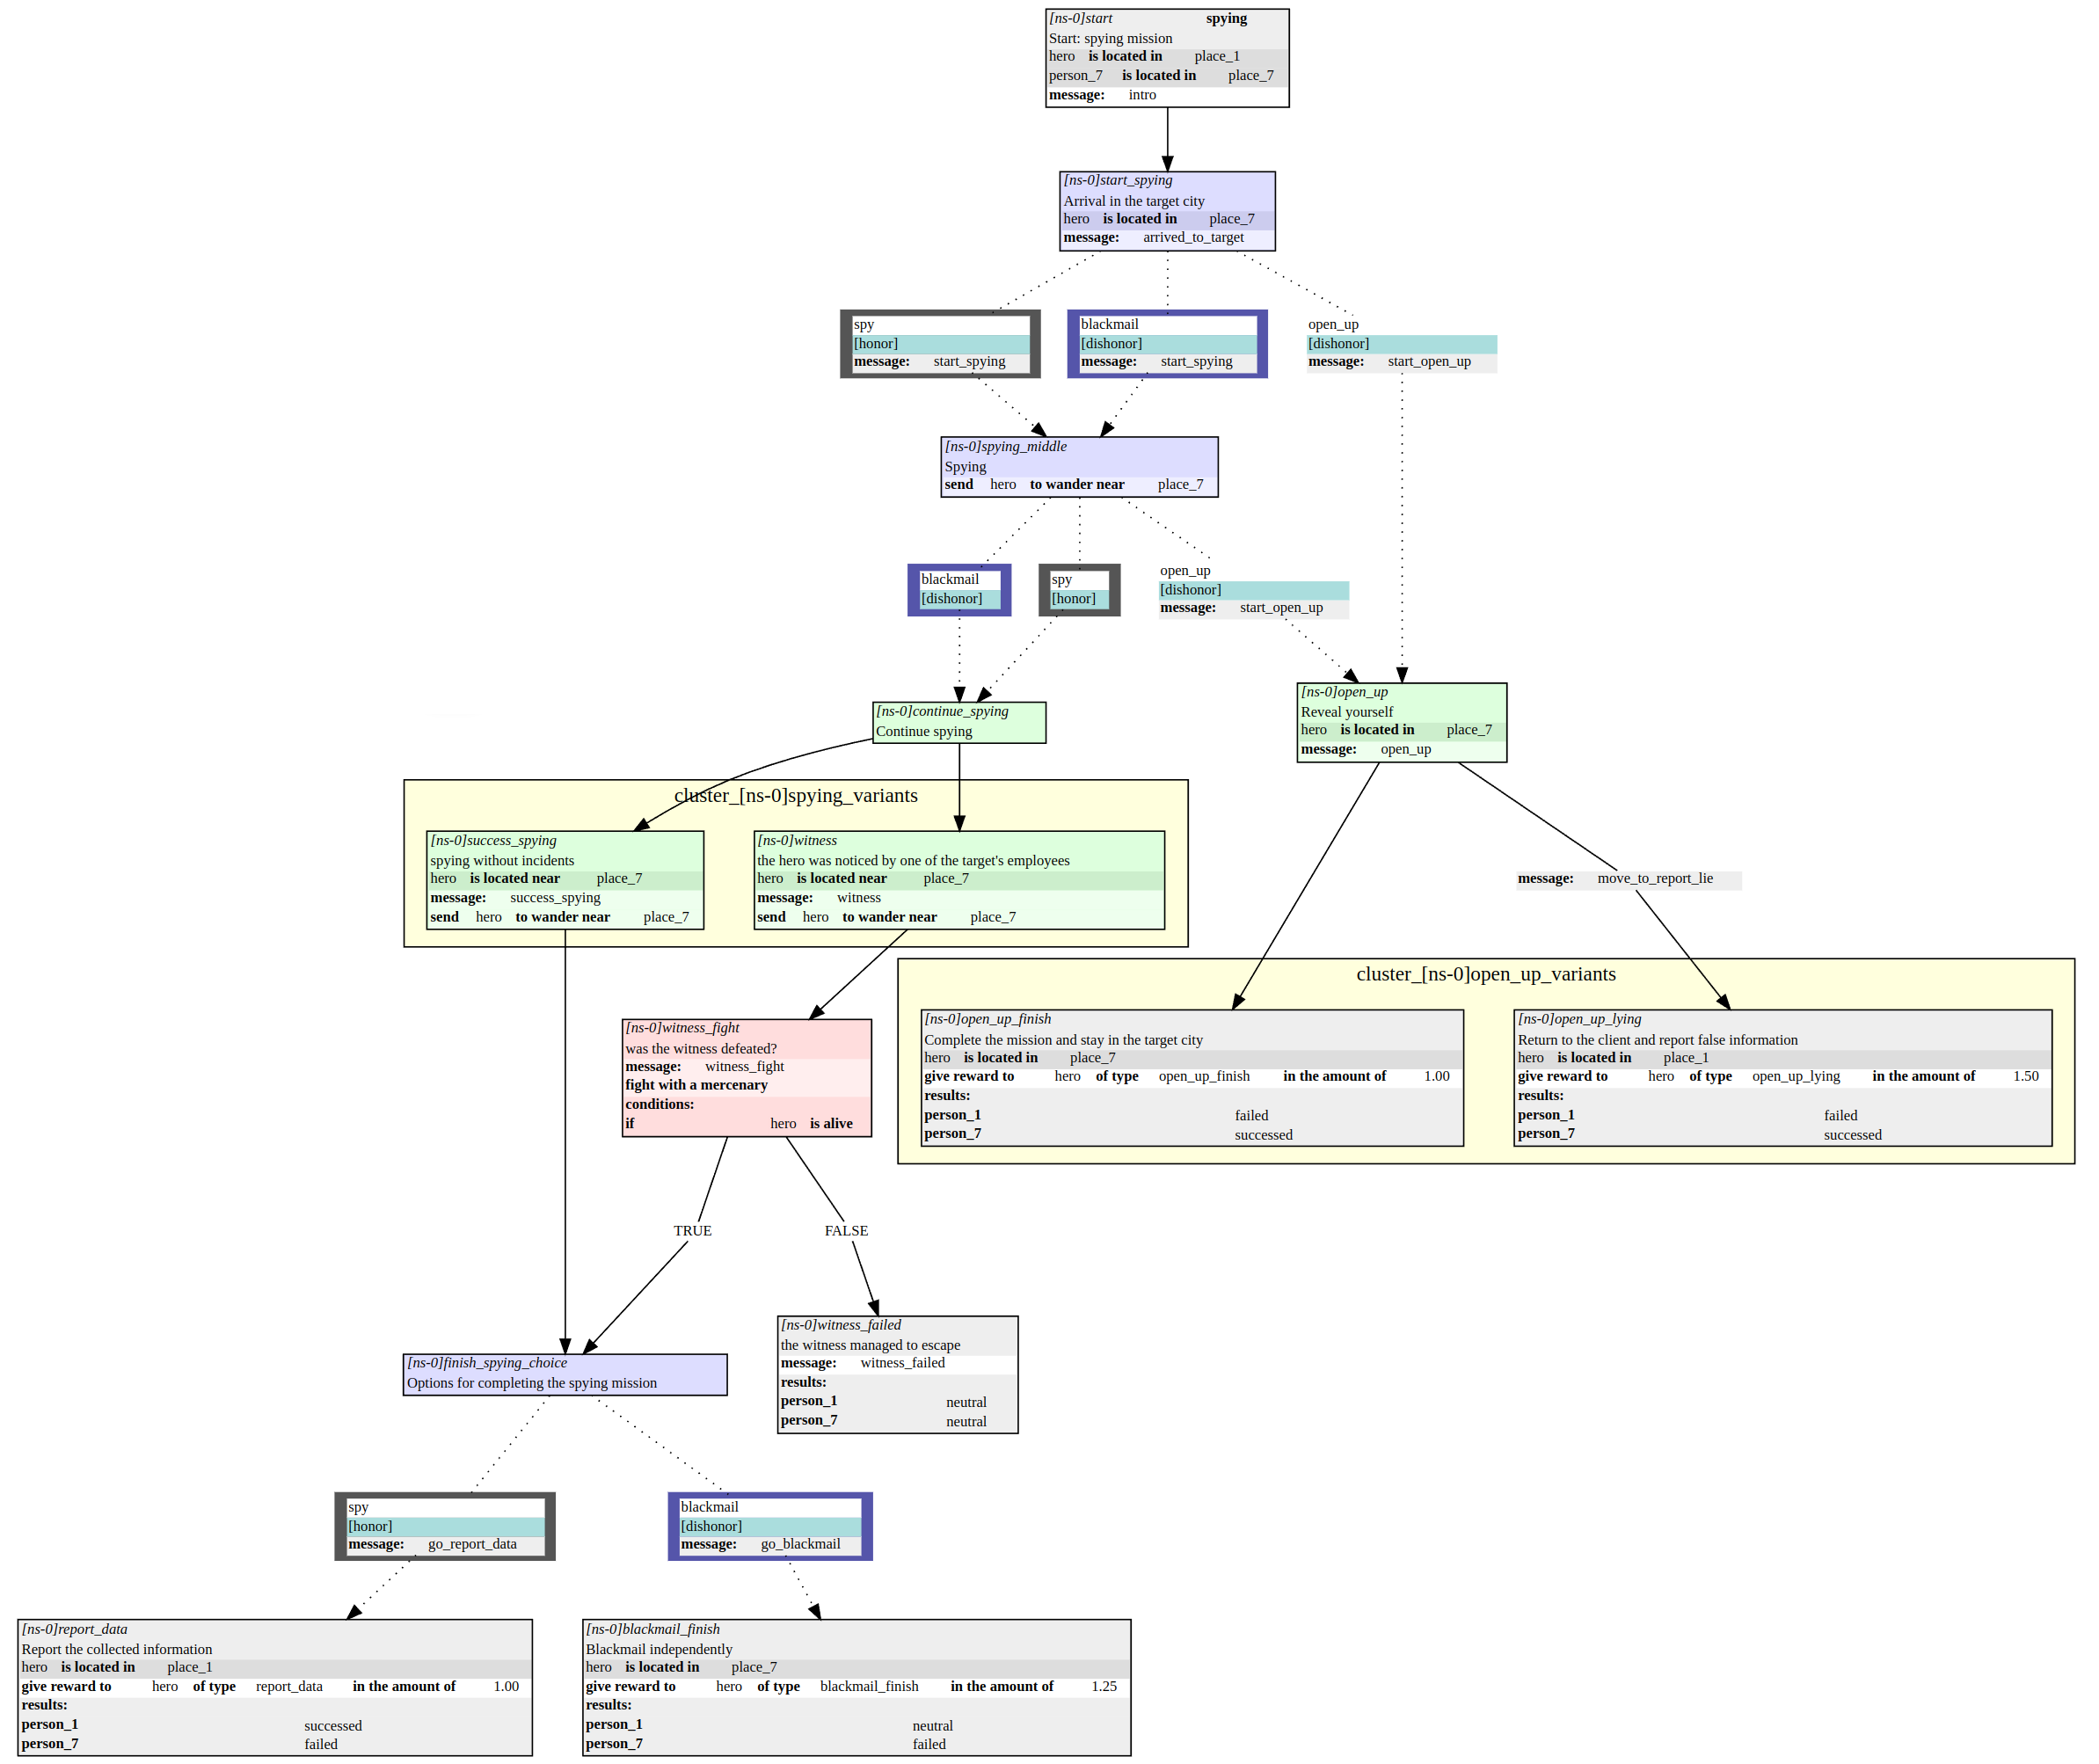 [ns-0]start spying
Start: spying mission
hero is located in place_1
person_7 is located in place_7
message: intro
[ns-0]start_spying
Arrival in the target city
hero is located in place_7
message: arrived_to_target
spy
[honor]
message: start_spying
blackmail
[dishonor]
message: start_spying
open_up
[dishonor]
message: start_open_up
[ns-0]spying_middle
Spying
send hero to wander near place_7
blackmail
[dishonor]
spy
[honor]
open_up
[dishonor]
message: start_open_up
[ns-0]continue_spying
Continue spying
[ns-0]open_up
Reveal yourself
hero is located in place_7
message: open_up
cluster_[ns-0]spying_variants
[ns-0]success_spying
spying without incidents
hero is located near place_7
message: success_spying
send hero to wander near place_7
[ns-0]witness
the hero was noticed by one of the target's employees
hero is located near place_7
message: witness
send hero to wander near place_7
message: move_to_report_lie
cluster_[ns-0]open_up_variants
[ns-0]open_up_finish
Complete the mission and stay in the target city
hero is located in place_7
give reward to hero of type open_up_finish in the amount of 1.00
results:
person_1 failed
person_7 successed
[ns-0]open_up_lying
Return to the client and report false information
hero is located in place_1
give reward to hero of type open_up_lying in the amount of 1.50
results:
person_1 failed
person_7 successed
[ns-0]witness_fight
was the witness defeated?
message: witness_fight
fight with a mercenary
conditions:
if hero is alive
TRUE
FALSE
[ns-0]witness_failed
the witness managed to escape
message: witness_failed
results:
person_1 neutral
person_7 neutral
[ns-0]finish_spying_choice
Options for completing the spying mission
spy
[honor]
message: go_report_data
blackmail
[dishonor]
message: go_blackmail
[ns-0]report_data
Report the collected information
hero is located in place_1
give reward to hero of type report_data in the amount of 1.00
results:
person_1 successed
person_7 failed
[ns-0]blackmail_finish
Blackmail independently
hero is located in place_7
give reward to hero of type blackmail_finish in the amount of 1.25
results:
person_1 neutral
person_7 failed